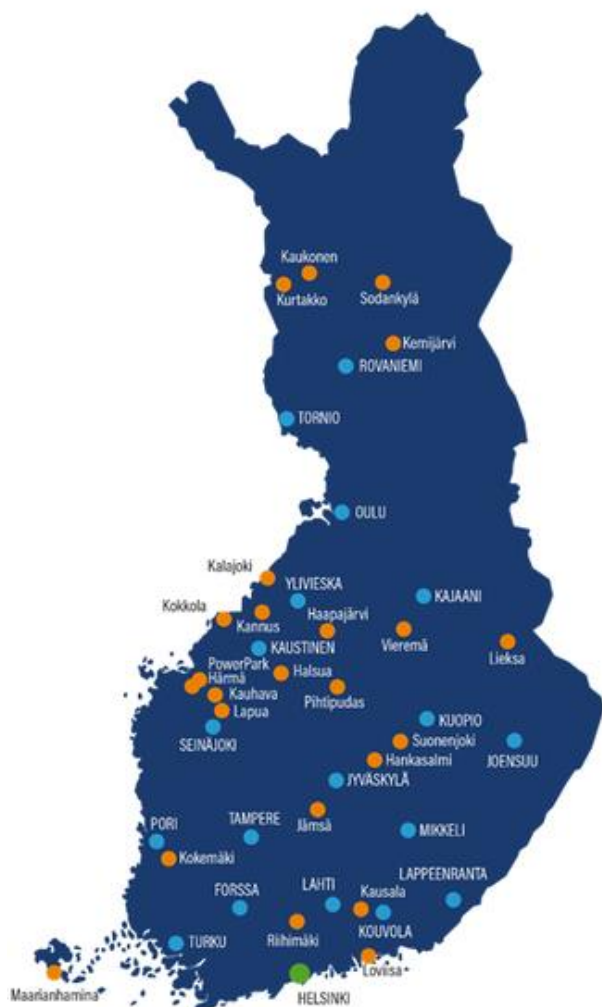 Kaukonen
Kurtakko
Sodankylä
Kemijärvi
ROVANIEMI
TORNIO
OULU
Kalajoki
YLIVIESKA
KAJAANI
Kokkola
Kannus
Haapajärvi
Vieremä
Lieksa
KAUSTINEN
PowerPark
Härmä
Halsua
Kauhava
Pihtipudas
Lapua
KUOPIO
SEINÄJOKI
Suonenjoki
JOENSUU
Hankasalmi
JYVÄSKYLÄ
Jämsä
PORI
TAMPERE
MIKKELI
Kokemäki
LAPPEENRANTA
FORSSA
LAHTI
Kausala
KOUVOLA
Riihimäki
TURKU
Loviisa
Maarianhamina
HELSINKI